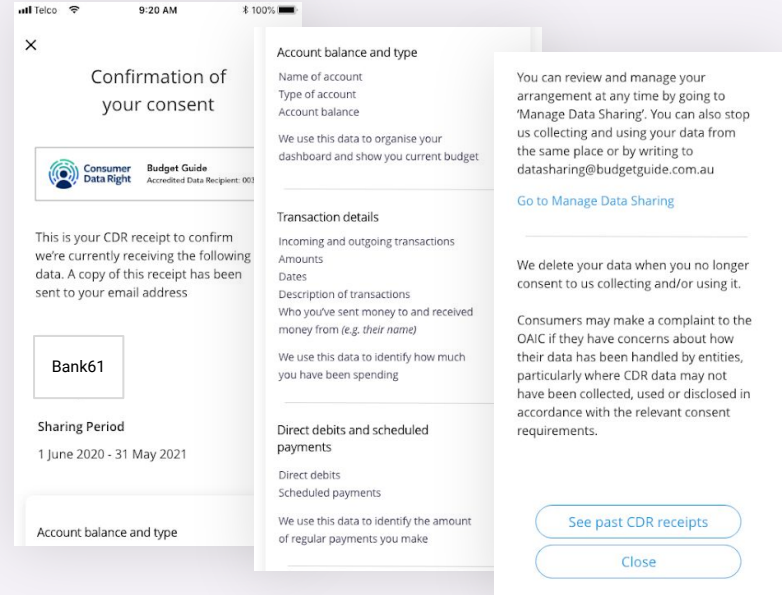 Telco
9:20 AM
100%
Confirmation of
your consent
Consumer
Data Right
Budget Guide
Accredited Data Recipient: 003
This is your CDR receipt to confirm
we're currently receiving the following
data. A copy of this receipt has been
sent to your email address
Bank61
Sharing Period
1 June 2020 - 31 May 2021
Account balance and type
Account balance and type
Name of account
Type of account
Account balance
We use this data to organise your
dashboard and show you current budget
Transaction details
Incoming and outgoing transactions
Amounts
Dates
Description of transactions
Who you've sent money to and received
money from (e.g. their name)
We use this data to identify how much
you have been spending
Direct debits and scheduled
payments
Direct debits
Scheduled payments
We use this data to identify the amount
of regular payments you make
You can review and manage your
arrangement at any time by going to
'Manage Data Sharing'. You can also stop
us collecting and using your data from
the same place or by writing to
datasharing@budgetguide.com.au
Go to Manage Data Sharing
We delete your data when you no longer
consent to us collecting and/or using it.
Consumers may make a complaint to the
OAIC if they have concerns about how
their data has been handled by entities,
particularly where CDR data may not
have been collected, used or disclosed in
accordance with the relevant consent
requirements.
See past CDR receipts
Close